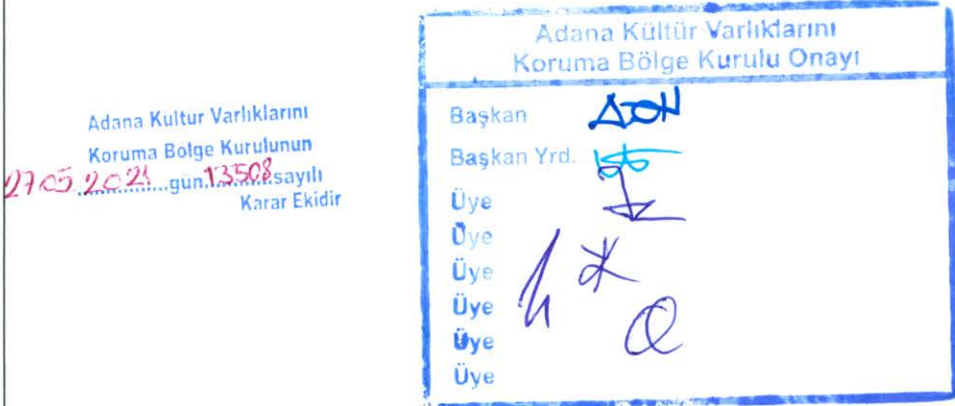 Adana Kultur Varlıklarını
Koruma Bolge Kurulunun
27 05 2021 gün 13508 sayılı
Karar Ekidir
Adana Kültür Varlıklarını
Koruma Bölge Kurulu Onayı
Başkan
Başkan Yrd.
Üye
Üye
Üye
Üye
Üye
Üye